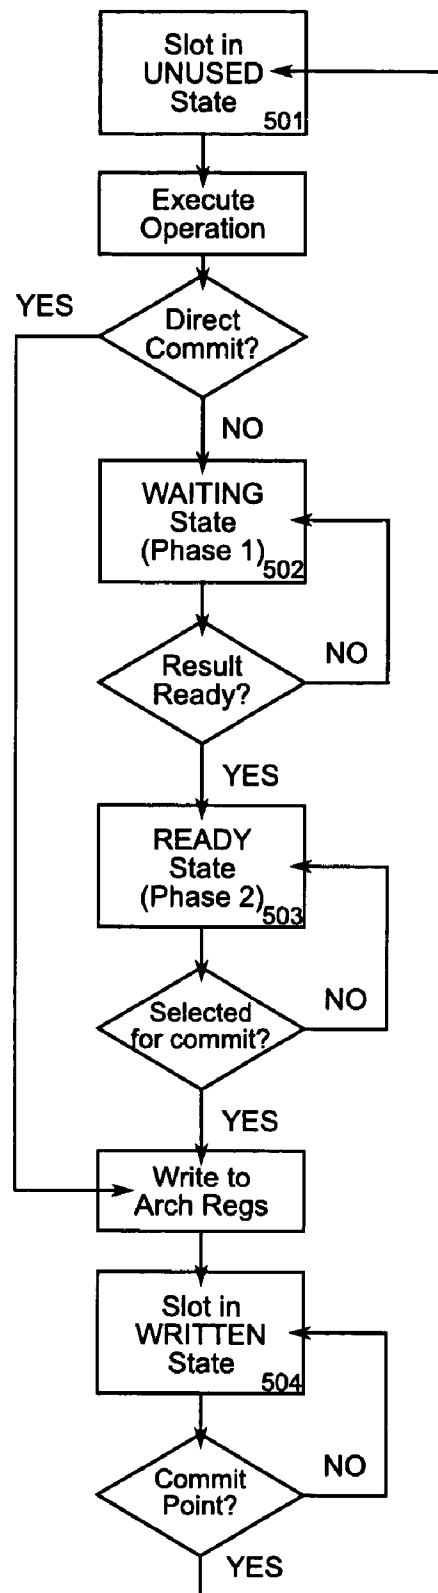 Slot in
UNUSED
State
501
Execute
Operation
YES
Direct
Commit?
NO
WAITING
State
(Phase 1)
502
Result
Ready?
NO
YES
READY
State
(Phase 2)
503
Selected
for commit?
NO
YES
Write to
Arch Regs
Slot in
WRITTEN
State
504
Commit
Point?
NO
YES